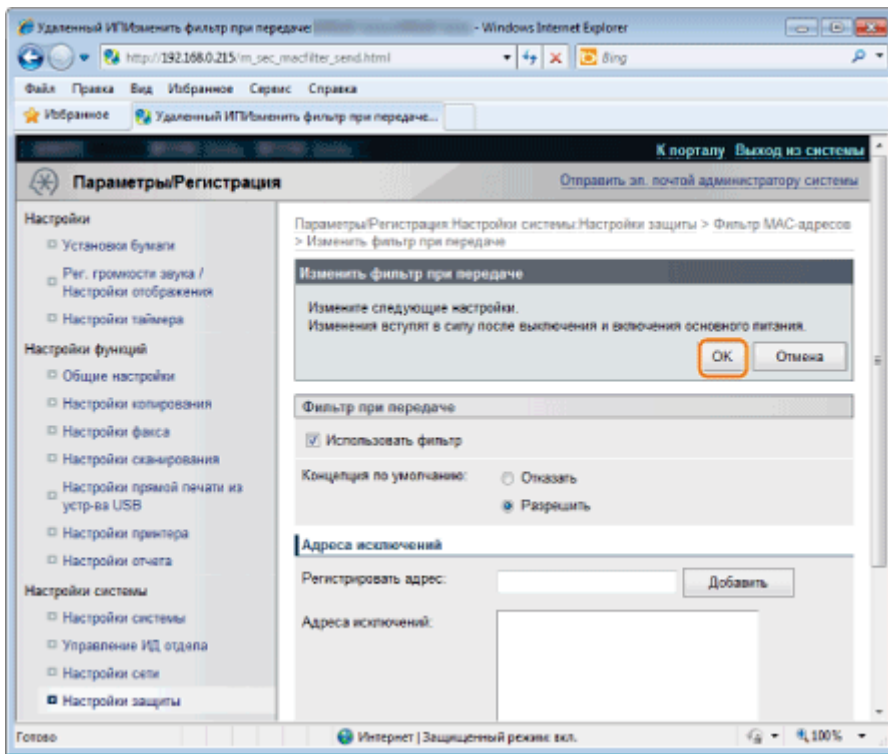 Удаленный ИП:Изменить фильтр при передаче: - Windows Internet Explorer
http://192.168.0.215/m_sec_macfilter_send.html
Bing
Файл Правка Вид Избранное Сервис Справка
Избранное
Удаленный ИП:Изменить фильтр при передаче...
К порталу Выход из системы
Параметры/Регистрация
Отправить эл. почтой администратору системы
Настройки
Установки бумаги
Рег. громкости звука /
Настройки отображения
Настройки таймера
Настройки функций
Общие настройки
Настройки копирования
Настройки факса
Настройки сканирования
Настройки прямой печати из
устр-ва USB
Настройки принтера
Настройки отчета
Настройки системы
Настройки системы
Управление ИД отдела
Настройки сети
Настройки защиты
Параметры/Регистрация:Настройки системы:Настройки защиты > Фильтр MAC-адресов
> Изменить фильтр при передаче
Изменить фильтр при передаче
Измените следующие настройки.
Изменения вступят в силу после выключения и включения основного питания.
OK Отмена
Фильтр при передаче
Использовать фильтр
Концепция по умолчанию:
Отказать
Разрешить
Адреса исключений
Регистрировать адрес:
Добавить
Адреса исключений:
Готово
Интернет | Защищенный режим: вкл.
100%